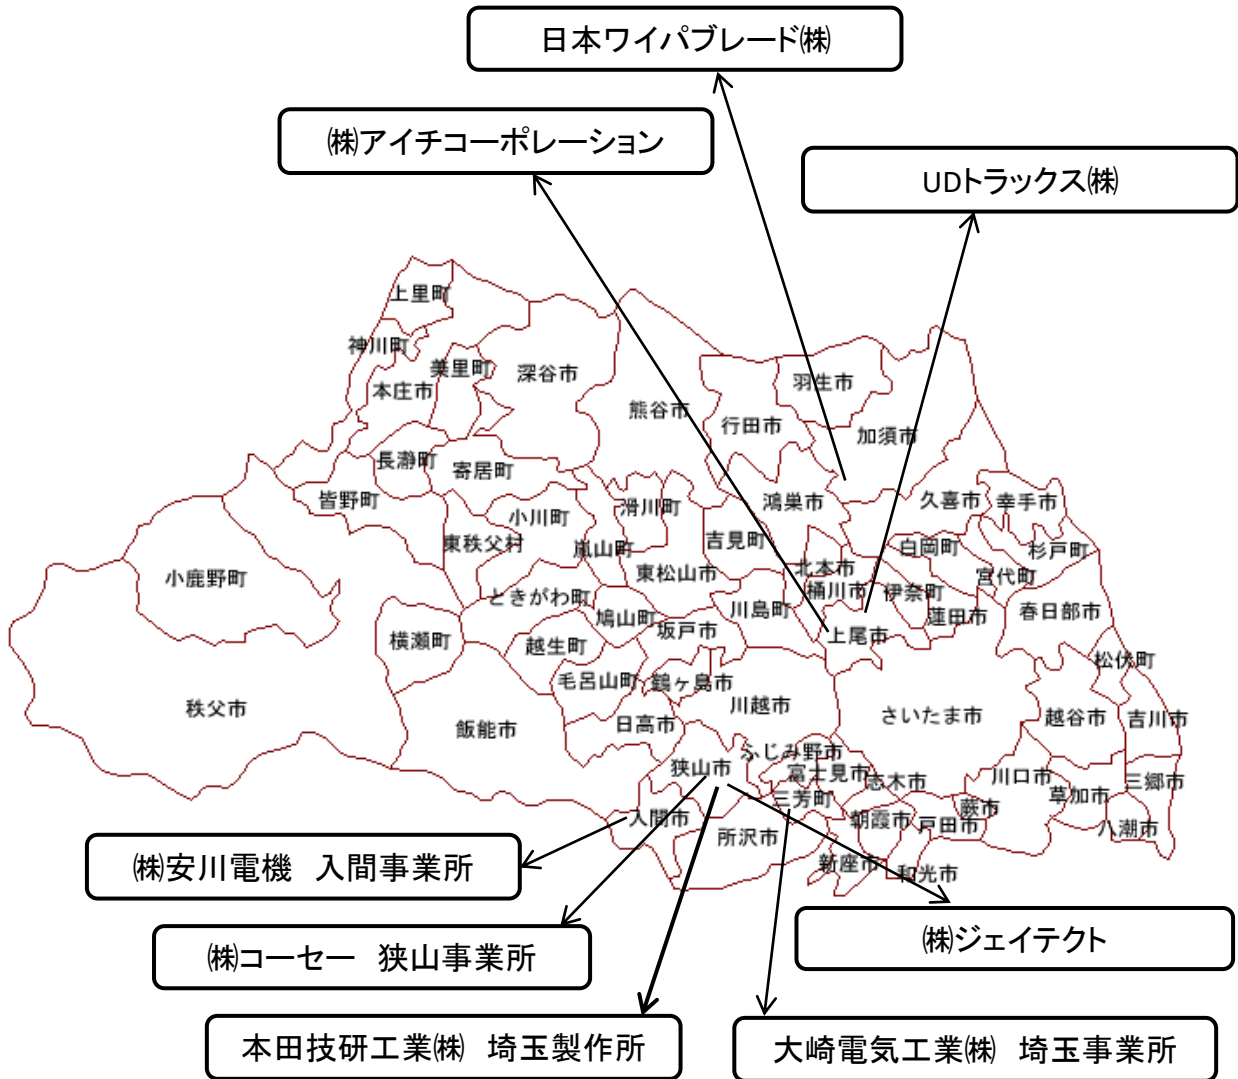 日本ワイパブレード㈱
㈱アイチコーポレーション
UDトラックス㈱
上里町
神川町
美里町
本庄市
深谷市
熊谷市
羽生市
行田市
加須市
長瀞町
寄居町
皆野町
小川町
滑川町
鴻巣市
久喜市
幸手市
東秩父村
嵐山町
吉見町
白岡町
杉戸町
小鹿野町
東松山市
北本市
宮代町
ときがわ町
桶川市
伊奈町
川島町
鳩山町
蓮田市
春日部市
横瀬町
越生町
坂戸市
上尾市
松伏町
毛呂山町
鶴ヶ島市
秩父市
飯能市
日高市
川越市
さいたま市
越谷市
吉川市
狭山市
ふじみ野市
富士見市
志木市
川口市
三郷市
三芳町
草加市
蕨市
入間市
所沢市
朝霞市
戸田市
八潮市
新座市
和光市
㈱安川電機 入間事業所
㈱コーセー 狭山事業所
㈱ジェイテクト
本田技研工業㈱ 埼玉製作所
大崎電気工業㈱ 埼玉事業所